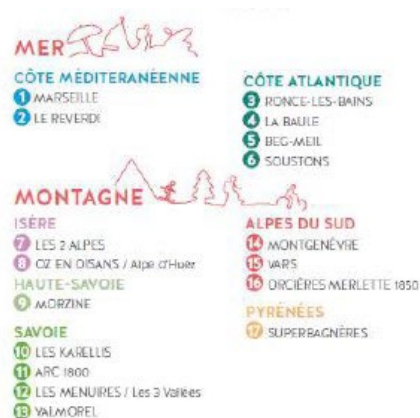 MER
CÔTE MÉDITERANÉENNE
1 MARSEILLE
2 LE REVERDI
CÔTE ATLANTIQUE
3 RONCE-LES-BAINS
4 LA BAULE
5 BEG-MEIL
6 SOUSTONS
MONTAGNE
ISÈRE
7 LES 2 ALPES
8 OZ EN OISANS / Alpe d'Huez
HAUTE-SAVOIE
9 MORZINE
SAVOIE
10 LES KARELLIS
11 ARC 1800
12 LES MENUIRES / Les 3 Vallées
13 VALMOREL
ALPES DU SUD
14 MONTGENÈVRE
15 VARS
16 ORCIÈRES MERLETTE 1850
PYRÉNÉES
17 SUPERBAGNÈRES